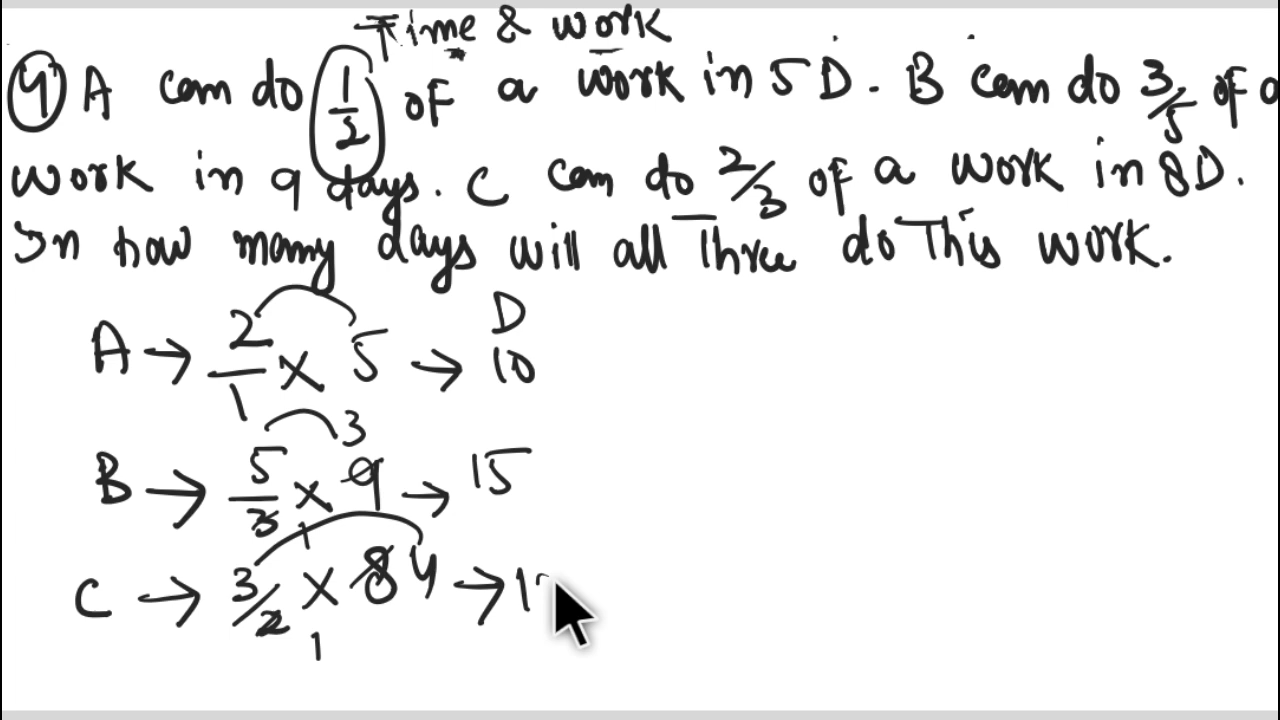 Time & work
4 A can do 1/2 of a work in 5 D. B can do 3/5 of a
work in 9 days. C can do 2/3 of a work in 8 D.
In how many days will all Three do This work.
D
A → 2/1 × 5 → 10
3
B → 5/3 × 9 → 15
1
C → 3/2 × 8 4 → 1
1